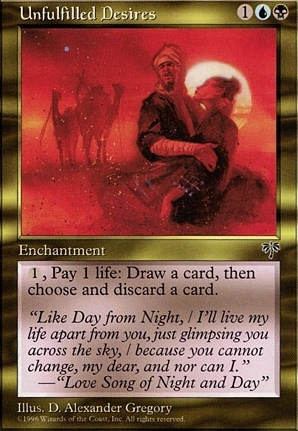 Unfulfilled Desires 1
Enchantment
1, Pay 1 life: Draw a card, then
choose and discard a card.
"Like Day from Night, / I'll live my
life apart from you, just glimpsing you
across the sky, / because you cannot
change, my dear, and nor can I."
—"Love Song of Night and Day"
Illus. D. Alexander Gregory
©1996 Wizards of the Coast, Inc. All rights reserved.